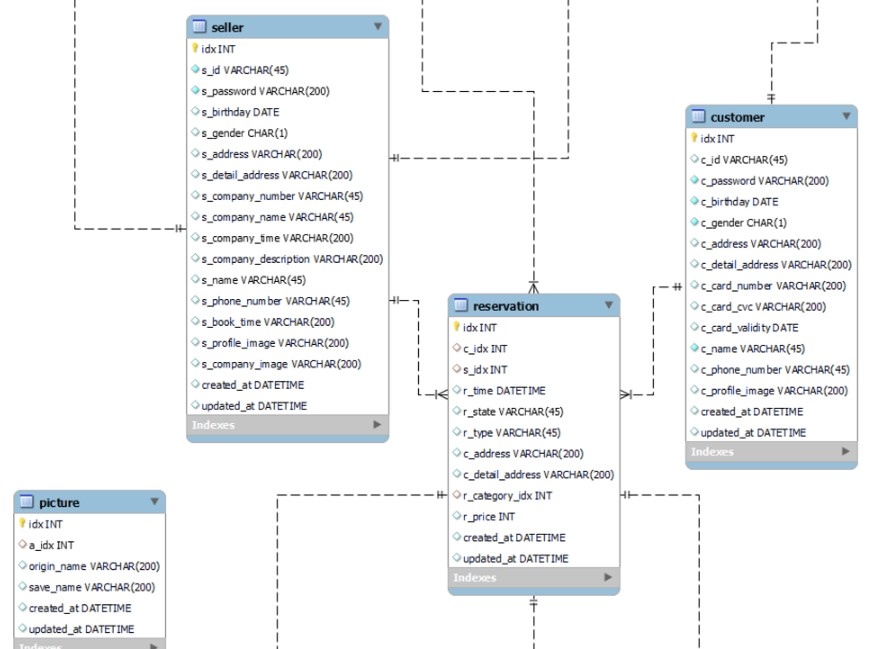 seller
idx INT
s_id VARCHAR(45)
s_password VARCHAR(200)
s_birthday DATE
s_gender CHAR(1)
s_address VARCHAR(200)
s_detail_address VARCHAR(200)
s_company_number VARCHAR(45)
s_company_name VARCHAR(45)
s_company_time VARCHAR(200)
s_company_description VARCHAR(200)
s_name VARCHAR(45)
s_phone_number VARCHAR(45)
s_book_time VARCHAR(200)
s_profile_image VARCHAR(200)
s_company_image VARCHAR(200)
created_at DATETIME
updated_at DATETIME
Indexes
customer
idx INT
c_id VARCHAR(45)
c_password VARCHAR(200)
c_birthday DATE
c_gender CHAR(1)
c_address VARCHAR(200)
c_detail_address VARCHAR(200)
c_card_number VARCHAR(200)
c_card_cvc VARCHAR(200)
c_card_validity DATE
c_name VARCHAR(45)
c_phone_number VARCHAR(45)
c_profile_image VARCHAR(200)
created_at DATETIME
updated_at DATETIME
Indexes
reservation
idx INT
c_idx INT
s_idx INT
r_time DATETIME
r_state VARCHAR(45)
r_type VARCHAR(45)
c_address VARCHAR(200)
c_detail_address VARCHAR(200)
r_category_idx INT
r_price INT
created_at DATETIME
updated_at DATETIME
Indexes
picture
idx INT
a_idx INT
origin_name VARCHAR(200)
save_name VARCHAR(200)
created_at DATETIME
updated_at DATETIME
Indexes